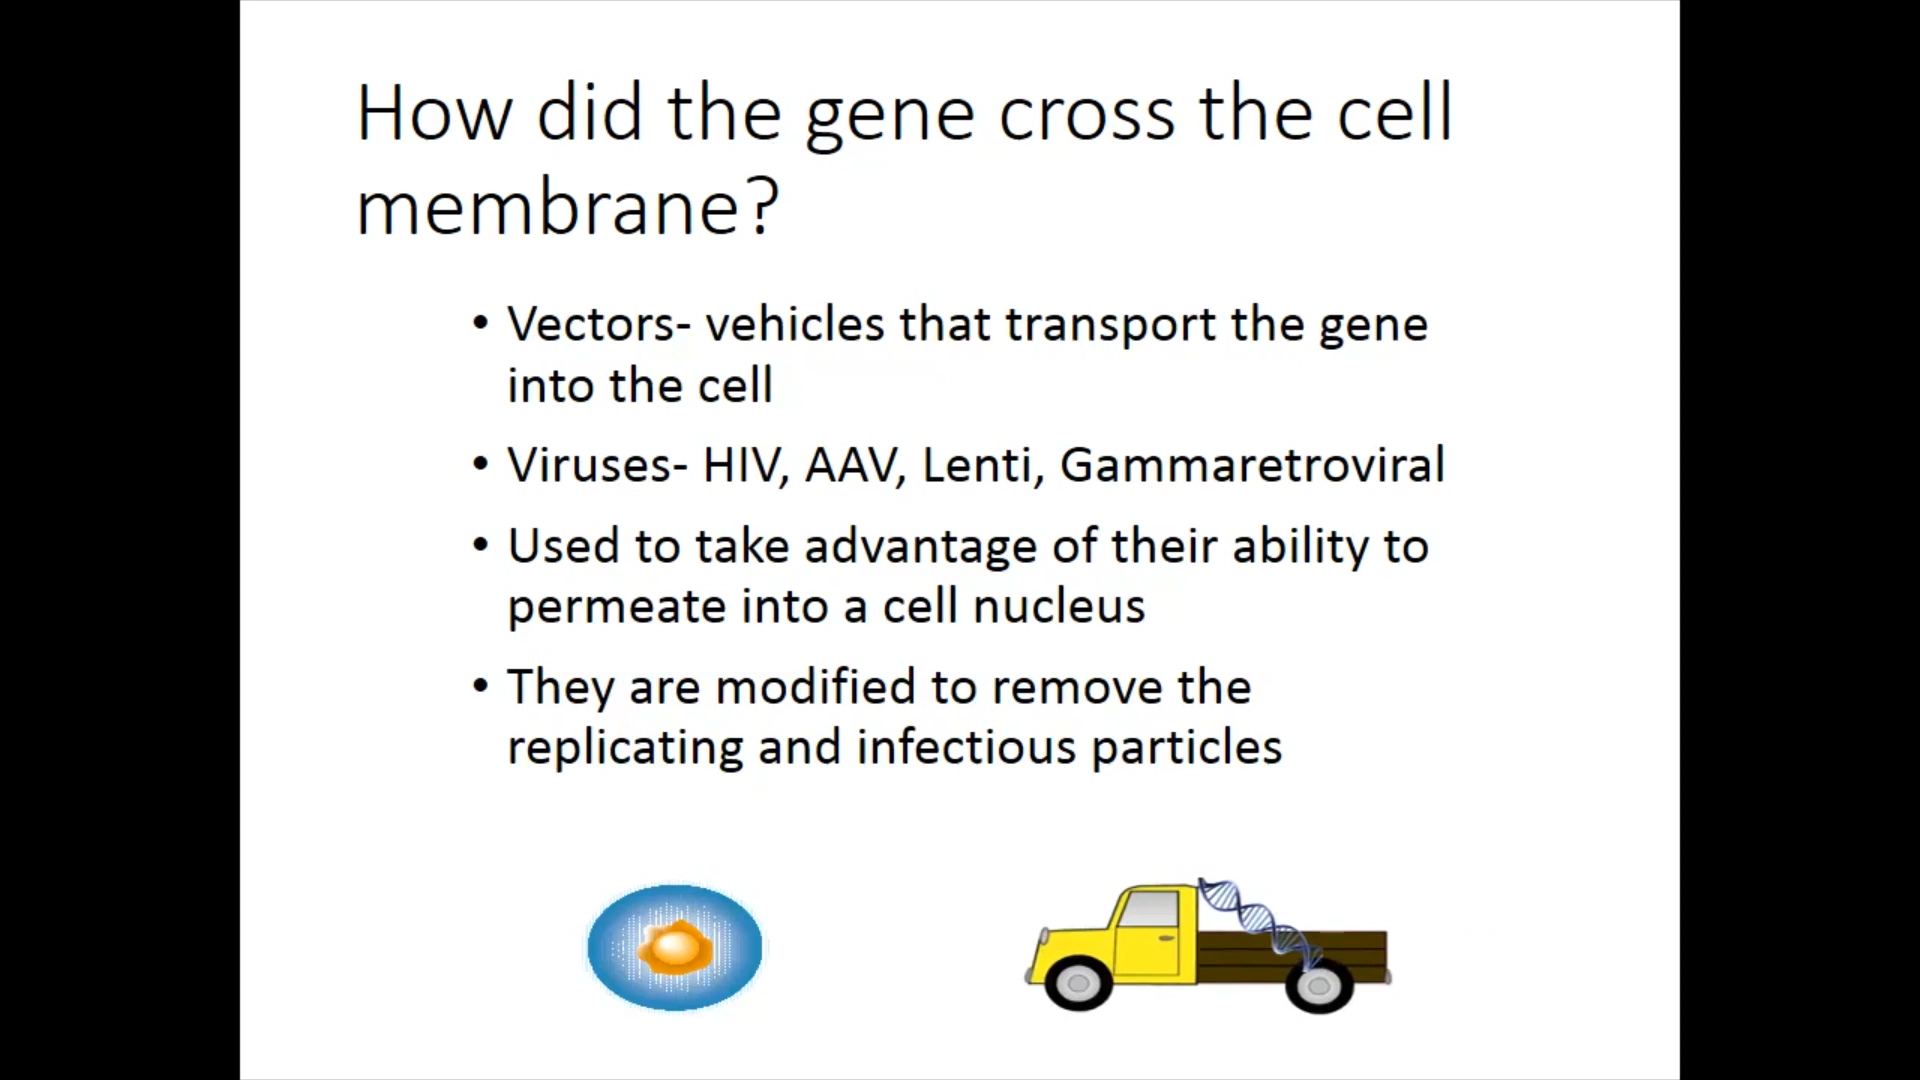 How did the gene cross the cell
membrane?
• Vectors- vehicles that transport the gene
into the cell
• Viruses- HIV, AAV, Lenti, Gammaretroviral
• Used to take advantage of their ability to
permeate into a cell nucleus
• They are modified to remove the
replicating and infectious particles